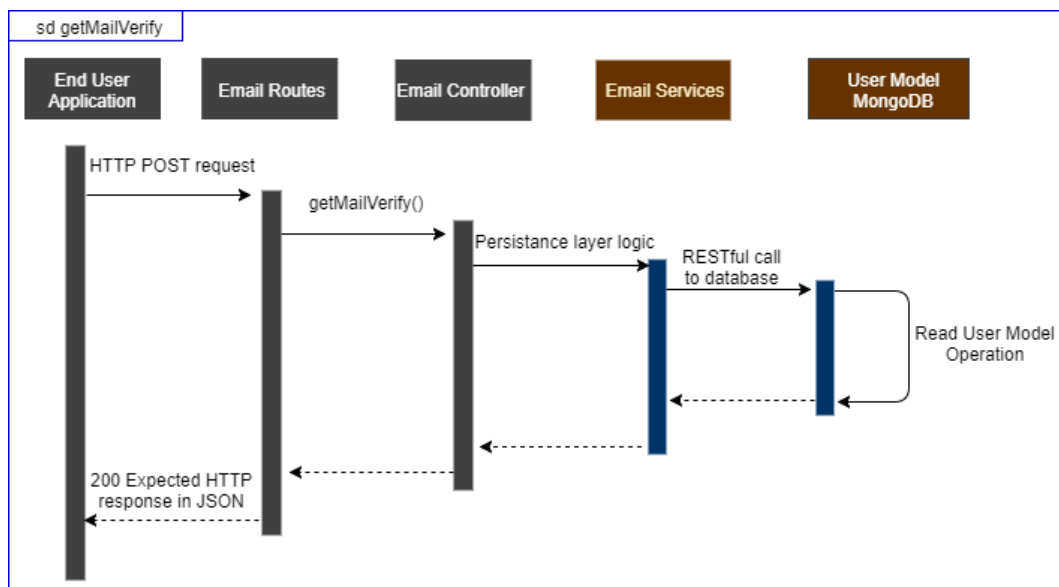 sd getMailVerify
End User
Application
Email Routes
Email Controller
Email Services
User Model
MongoDB
HTTP POST request
getMailVerify()
Persistance layer logic
RESTful call
to database
Read User Model
Operation
200 Expected HTTP
response in JSON